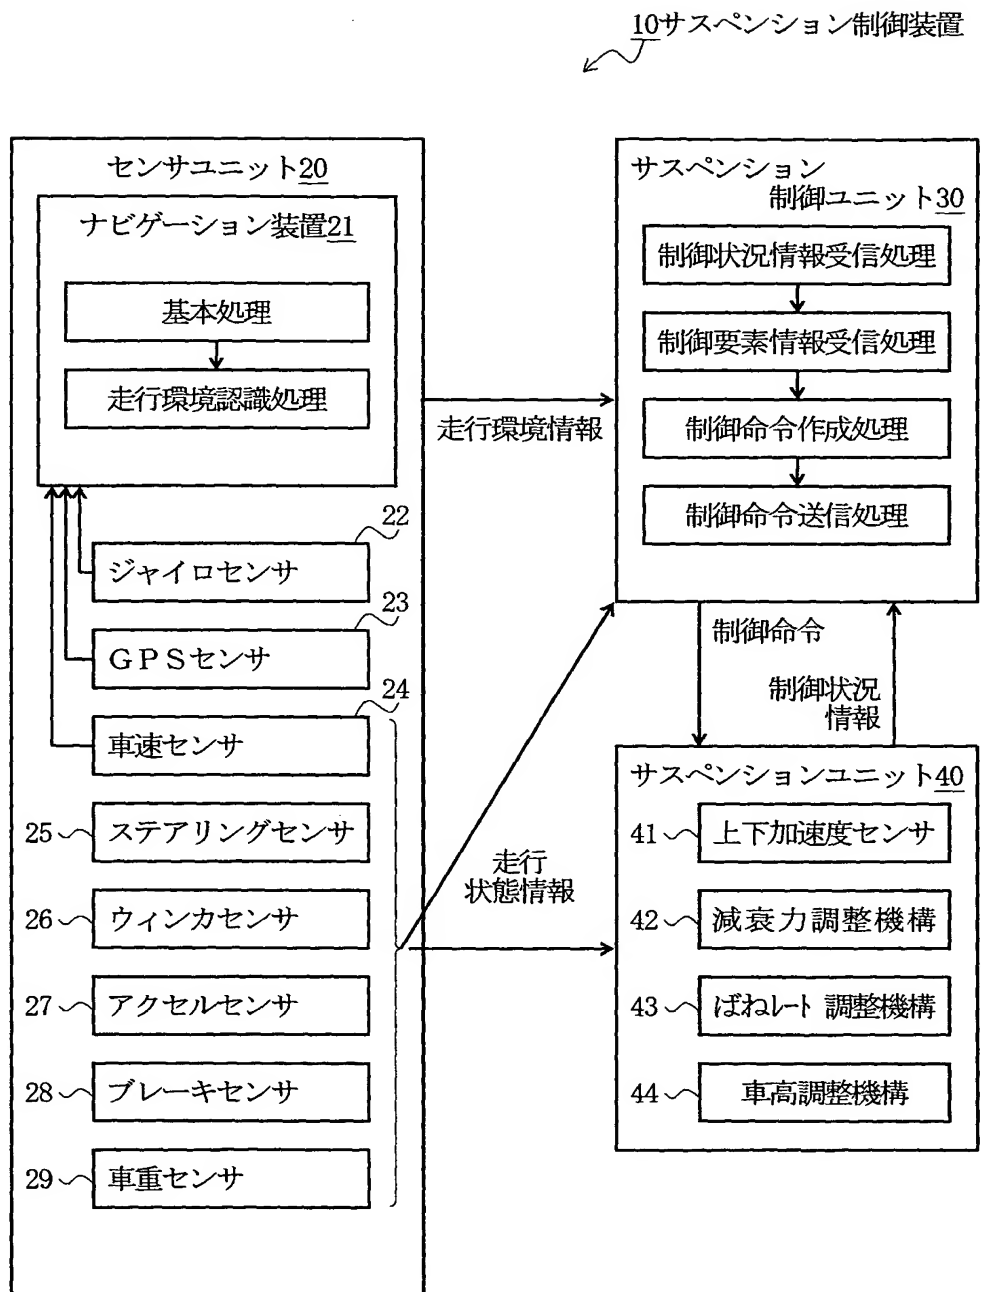 10サスペンション制御装置
センサユニット20
ナビゲーション装置21
基本処理
走行環境認識処理
22
ジャイロセンサ
23
GPSセンサ
24
車速センサ
25
ステアリングセンサ
26
ウィンカセンサ
27
アクセルセンサ
28
ブレーキセンサ
29
車重センサ
走行環境情報
走行
状態情報
サスペンション
制御ユニット30
制御状況情報受信処理
制御要素情報受信処理
制御命令作成処理
制御命令送信処理
制御命令
制御状況
情報
サスペンションユニット40
41
上下加速度センサ
42
減衰力調整機構
43
ばねレート調整機構
44
車高調整機構